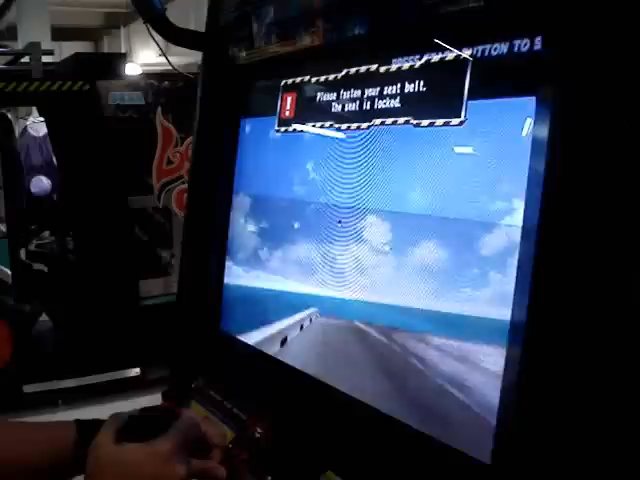 PRESS START BUTTON TO S
Please fasten your seat belt.
The seat is locked.